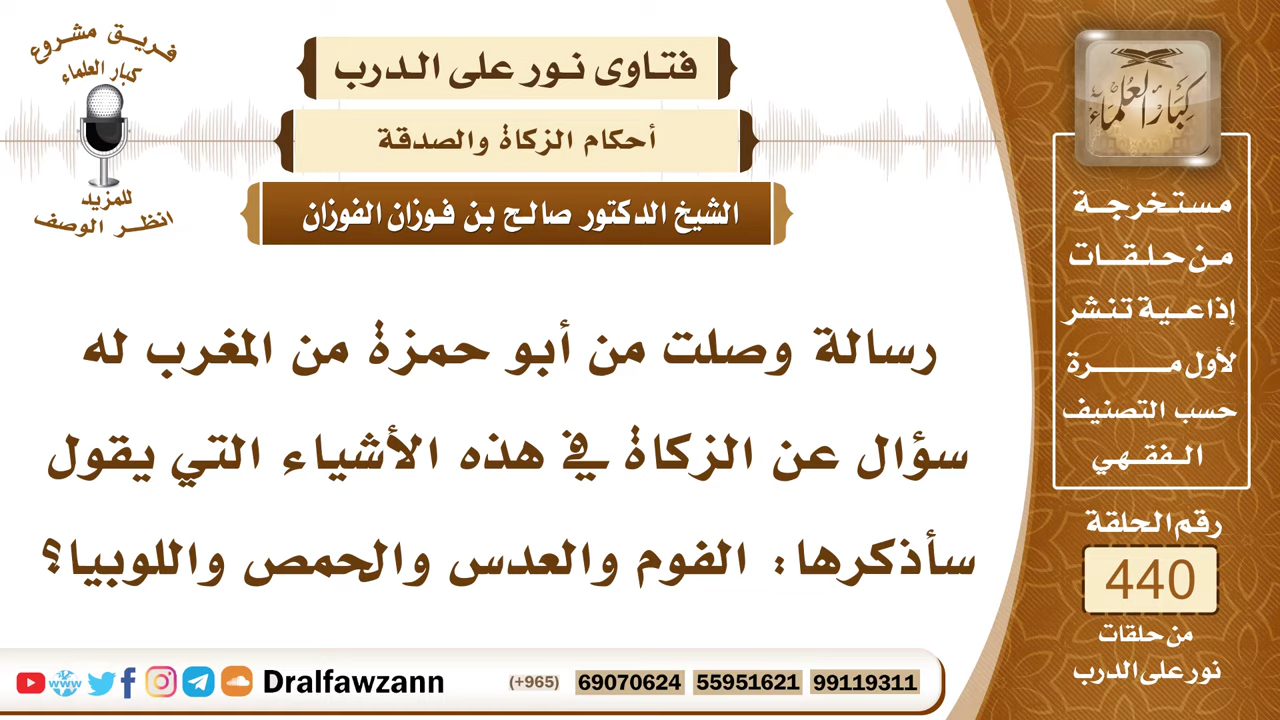 فريق مشروع
كبار العلماء
للمزيد
انظر الوصف
فتاوى نور على الدرب
أحكام الزكاة والصدقة
الشيخ الدكتور صالح بن فوزان الفوزان
رسالة وصلت من أبو حمزة من المغرب له
سؤال عن الزكاة في هذه الأشياء التي يقول
سأذكرها: الفوم والعدس والحمص واللوبيا؟
كبار العلماء
مستخرجة
من حلقات
إذاعية تنشر
لأول مرة
حسب التصنيف
الفقهي
رقم الحلقة
440
من حلقات
نور على الدرب
www
Dralfawzann
(+965) 69070624 55951621 99119311